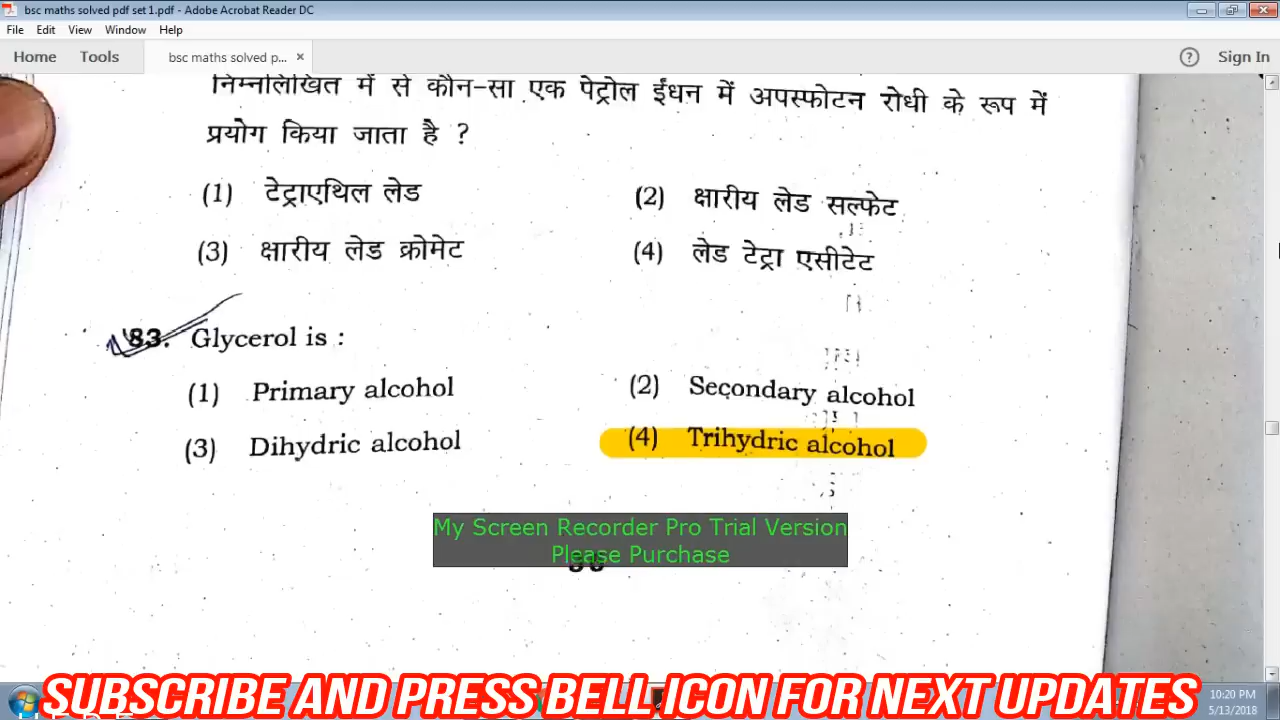 bsc maths solved pdf set 1.pdf - Adobe Acrobat Reader DC
File Edit View Window Help
Home Tools bsc maths solved p... × ? Sign In
निम्नलिखित में से कौन-सा एक पेट्रोल ईंधन में अपस्फोटन रोधी के रूप में
प्रयोग किया जाता है ?
(1) टेट्राएथिल लेड (2) क्षारीय लेड सल्फेट
(3) क्षारीय लेड क्रोमेट (4) लेड टेट्रा एसीटेट
83. Glycerol is :
(1) Primary alcohol (2) Secondary alcohol
(3) Dihydric alcohol (4) Trihydric alcohol
My Screen Recorder Pro Trial Version
Please Purchase
SUBSCRIBE AND PRESS BELL ICON FOR NEXT UPDATES
10:20 PM
5/13/2018